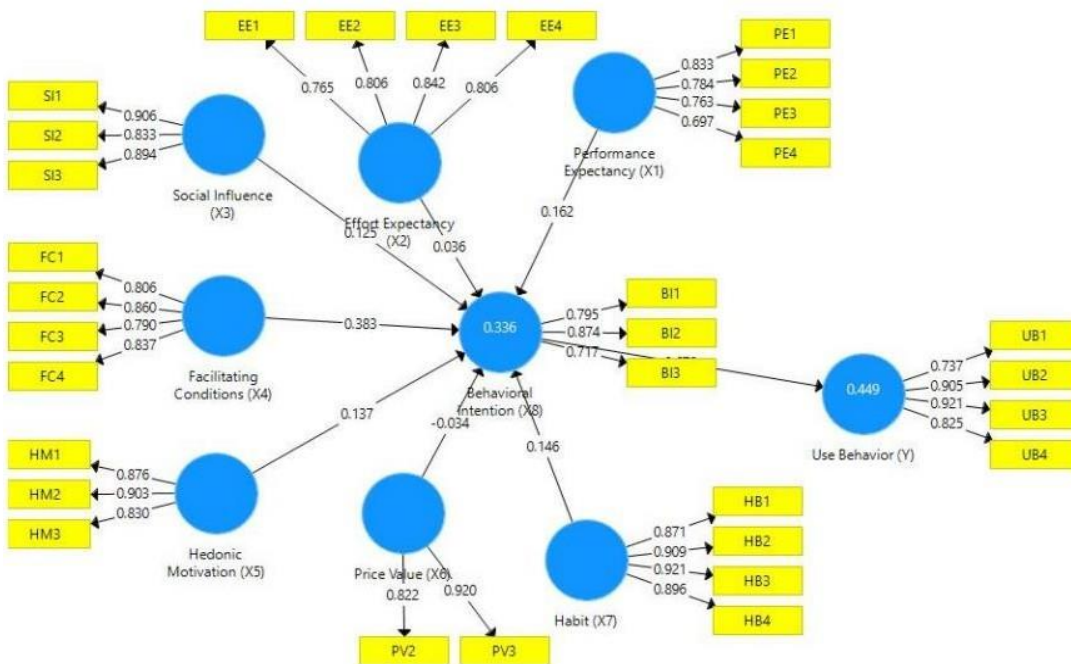 EE1
EE2
EE3
EE4
0.765
0.806
0.842
0.806
PE1
PE2
PE3
PE4
0.833
0.784
0.763
0.697
Performance
Expectancy (X1)
0.162
SI1
SI2
SI3
0.906
0.833
0.894
Social Influence
(X3)
0.125
Effort Expectancy
(X2)
0.036
FC1
FC2
FC3
FC4
0.806
0.860
0.790
0.837
Facilitating
Conditions (X4)
0.383
0.336
Behavioral
Intention (X8)
0.795
0.874
0.717
BI1
BI2
BI3
0.449
Use Behavior (Y)
0.737
0.905
0.921
0.825
UB1
UB2
UB3
UB4
HM1
HM2
HM3
0.876
0.903
0.830
Hedonic
Motivation (X5)
0.137
-0.034
Price Value (X6)
0.822
0.920
PV2
PV3
0.146
Habit (X7)
0.871
0.909
0.921
0.896
HB1
HB2
HB3
HB4